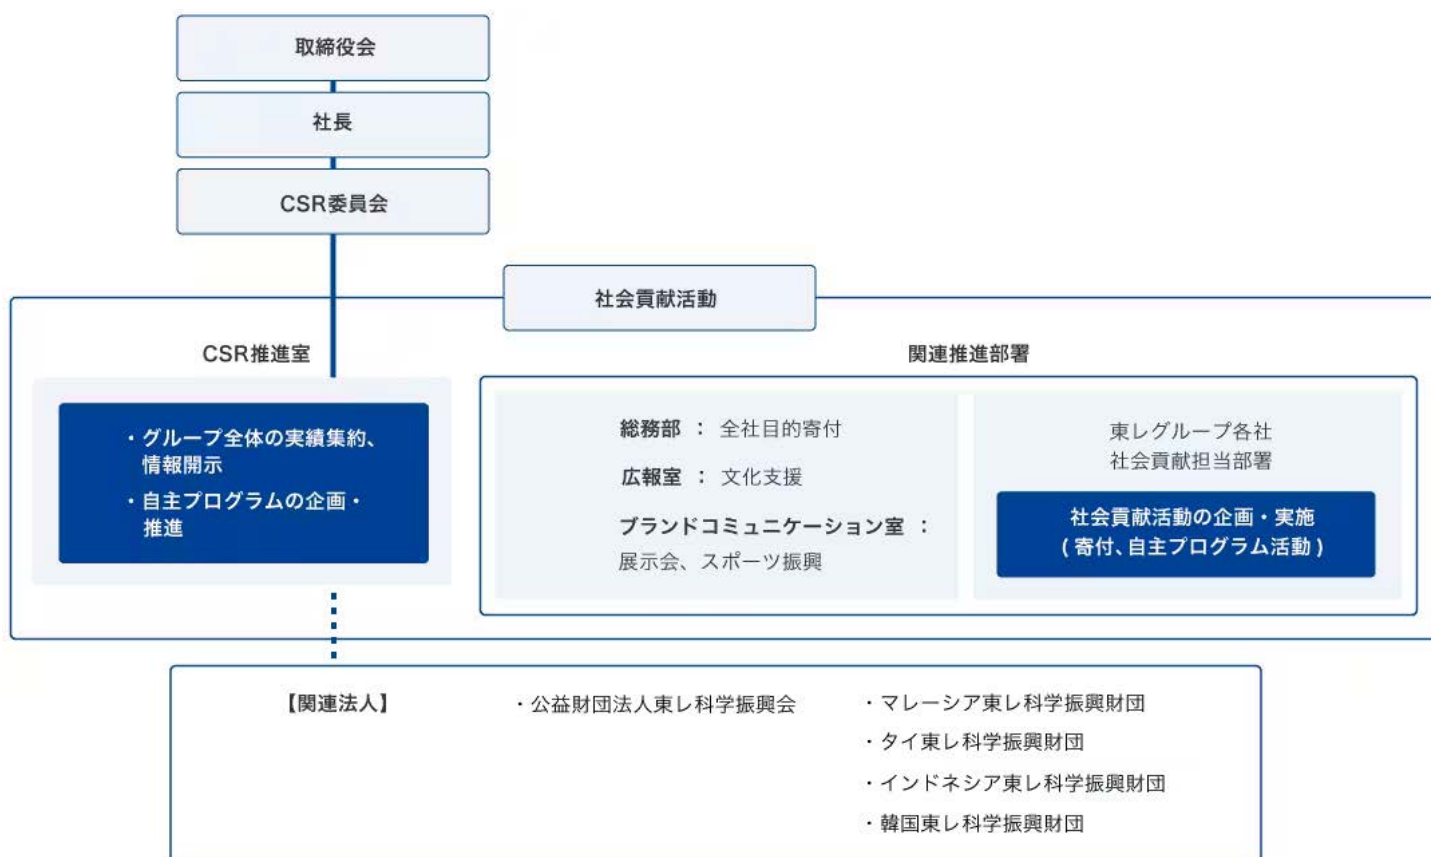 取締役会
社長
CSR委員会
社会貢献活動
CSR推進室
・グループ全体の実績集約、
情報開示
・自主プログラムの企画・
推進
関連推進部署
総務部 ： 全社目的寄付
広報室 ： 文化支援
ブランドコミュニケーション室 ：
展示会、スポーツ振興
東レグループ各社
社会貢献担当部署
社会貢献活動の企画・実施
( 寄付、自主プログラム活動 )
【関連法人】
・公益財団法人東レ科学振興会
・マレーシア東レ科学振興財団
・タイ東レ科学振興財団
・インドネシア東レ科学振興財団
・韓国東レ科学振興財団